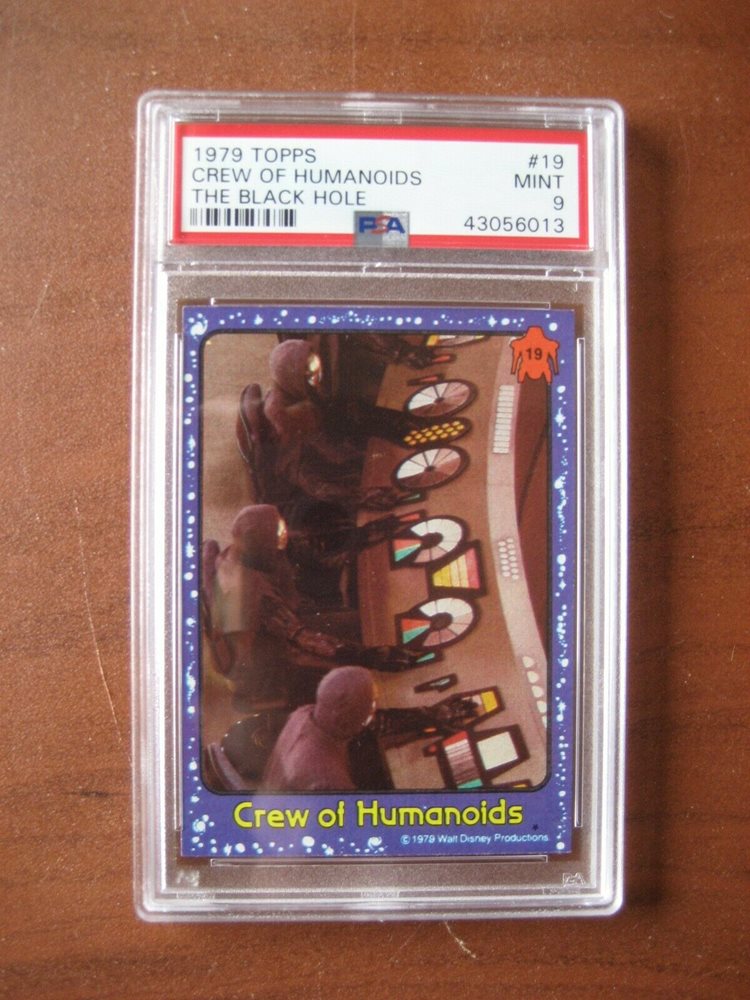 1979 TOPPS #19
CREW OF HUMANOIDS MINT
THE BLACK HOLE 9
PSA 43056013
19
Crew of Humanoids
© 1979 Walt Disney Productions